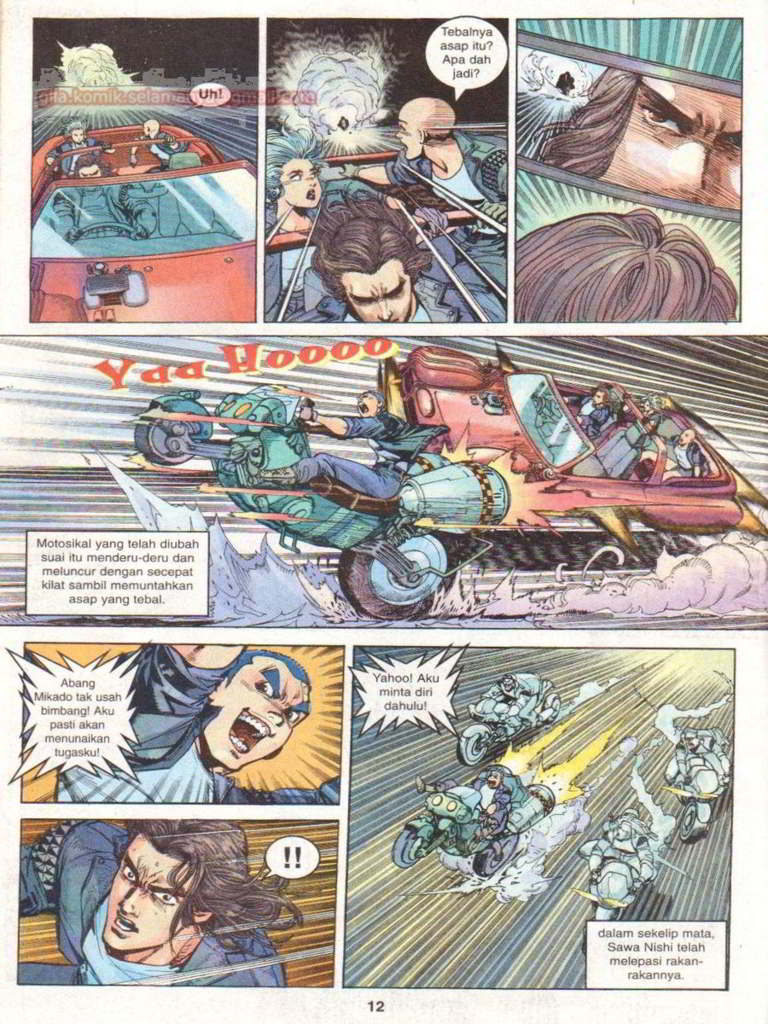 Uh!
Tebalnya
asap itu?
Apa dah
jadi?
Yaa Hoooo
Motosikal yang telah diubah
suai itu menderu-deru dan
meluncur dengan secepat
kilat sambil memuntahkan
asap yang tebal.
Abang
Mikado tak usah
bimbang! Aku
pasti akan
menunaikan
tugasku!
Yahoo! Aku
minta diri
dahulu!
!!
dalam sekelip mata,
Sawa Nishi telah
melepasi rakan-
rakannya.
12